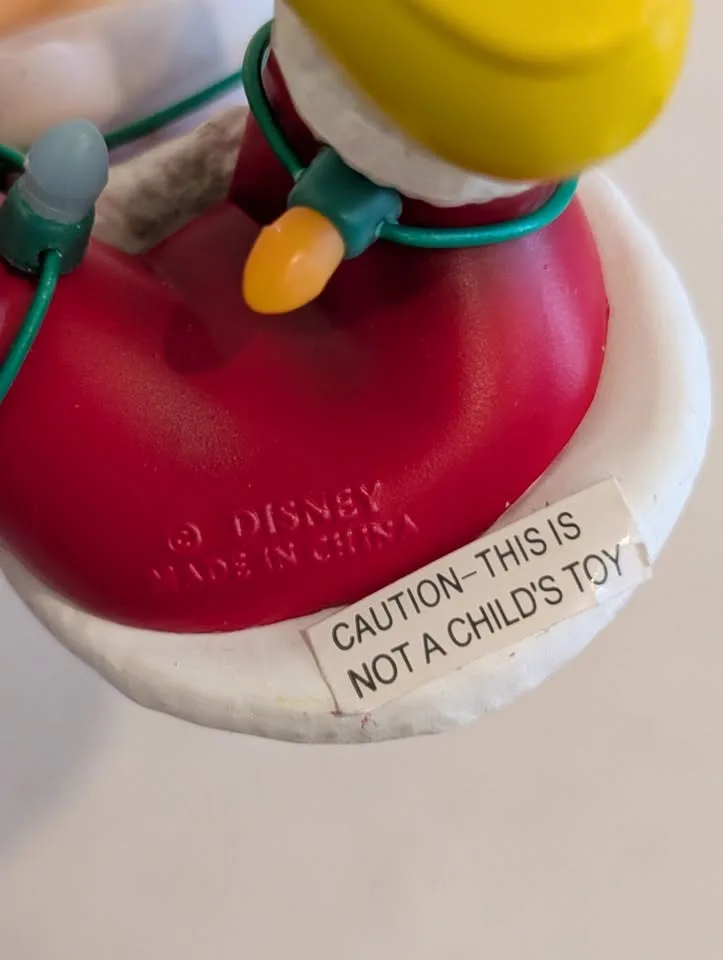 © DISNEY
MADE IN CHINA
CAUTION–THIS IS
NOT A CHILD'S TOY